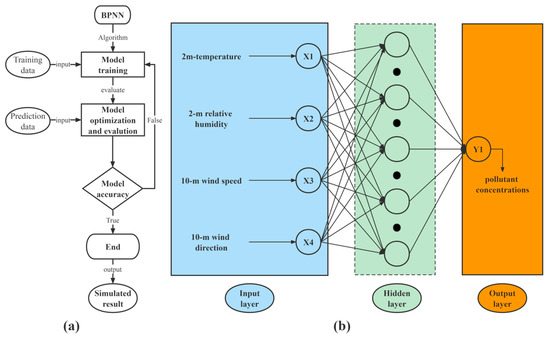 BPNN
Algorithm
Training
data
input
Model
training
evaluate
Prediction
data
input
Model
optimization
and evalution
False
Model
accuracy
True
End
output
Simulated
result
(a)
2m-temperature
X1
2-m relative
humidity
X2
10-m wind speed
X3
10-m wind
direction
X4
Y1
pollutant
concentrations
Input
layer
Hidden
layer
Output
layer
(b)